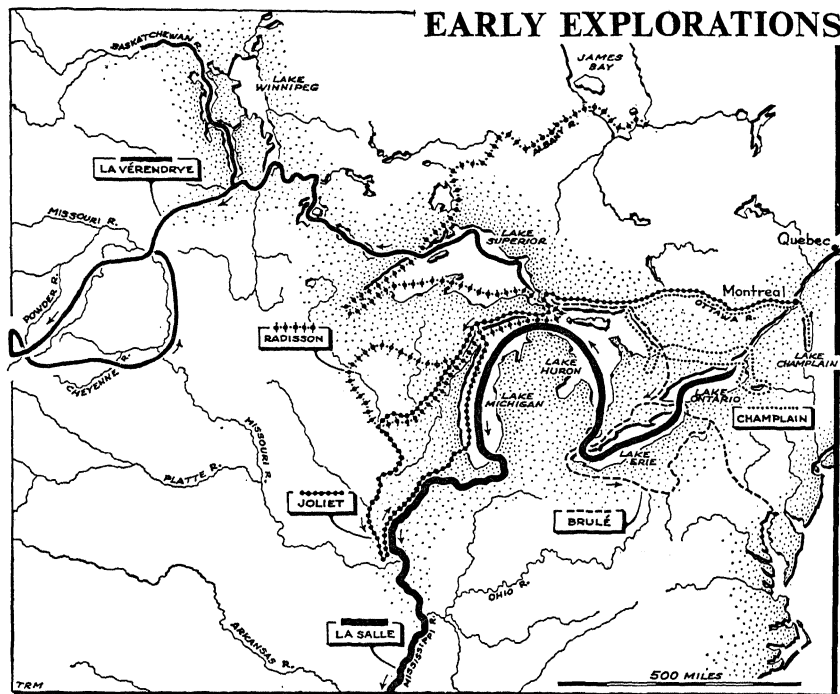 EARLY EXPLORATIONS
SASKATCHEWAN R.
LAKE
WINNIPEG
JAMES
BAY
ALBANY R.
LA VÉRENDRYE
MISSOURI R.
LAKE
SUPERIOR
Quebec
POWDER R.
Montreal
OTTAWA R.
RADISSON
CHEYENNE R.
LAKE
HURON
LAKE
CHAMPLAIN
LAKE
MICHIGAN
LAKE
ONTARIO
CHAMPLAIN
MISSOURI R.
LAKE
ERIE
PLATTE R.
JOLIET
BRULÉ
OHIO R.
LA SALLE
ARKANSAS R.
MISSISSIPPI R.
TRM
500 MILES